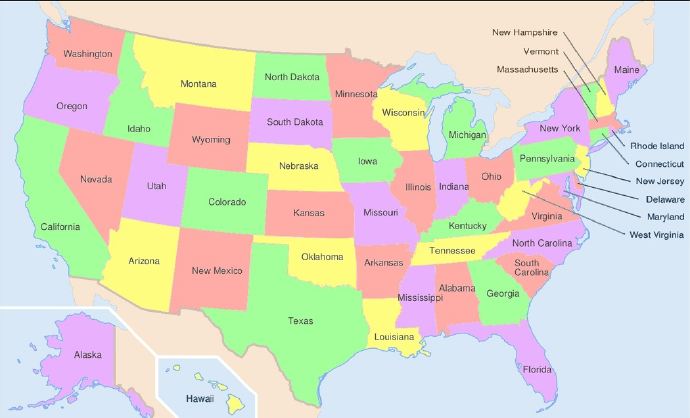 New Hampshire
Vermont
Massachusetts
Washington
Montana
North Dakota
Minnesota
Maine
Oregon
Idaho
Wyoming
South Dakota
Wisconsin
Michigan
New York
Rhode Island
Connecticut
New Jersey
Delaware
Maryland
West Virginia
Nevada
Utah
Colorado
Nebraska
Iowa
Illinois
Indiana
Ohio
Pennsylvania
California
Kansas
Missouri
Kentucky
Virginia
Arizona
New Mexico
Oklahoma
Arkansas
Tennessee
North Carolina
South
Carolina
Texas
Louisiana
Mississippi
Alabama
Georgia
Florida
Alaska
Hawaii